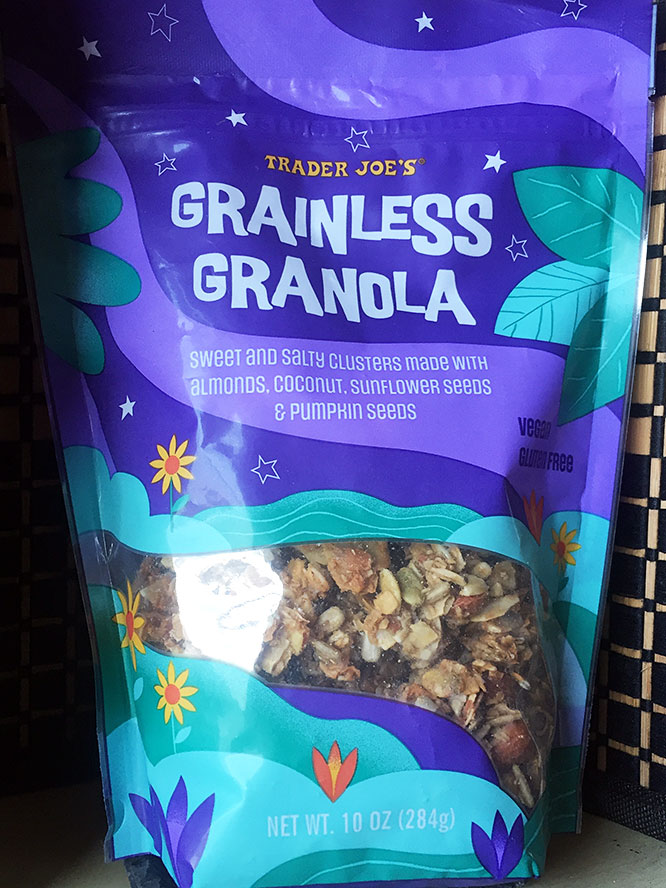 TRADER JOE'S®
GRAINLESS
GRANOLA
SWEET AND SALTY CLUSTERS MADE WITH
ALMONDS, COCONUT, SUNFLOWER SEEDS
& PUMPKIN SEEDS
VEGAN
GLUTEN FREE
NET WT. 10 OZ (284g)